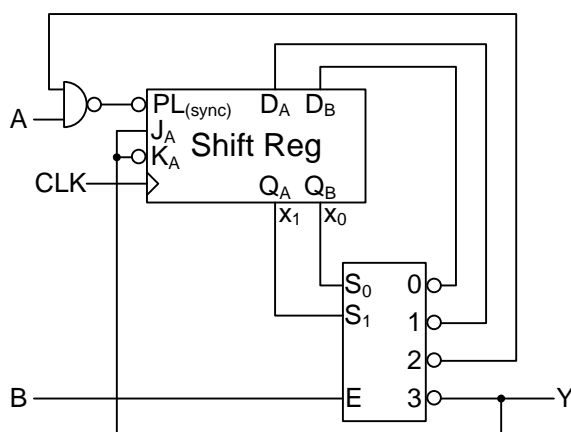 A
PL(sync)
DA DB
JA
Shift Reg
KA
CLK
QA QB
x1 x0
S0
0
S1
1
2
B
E
3
Y